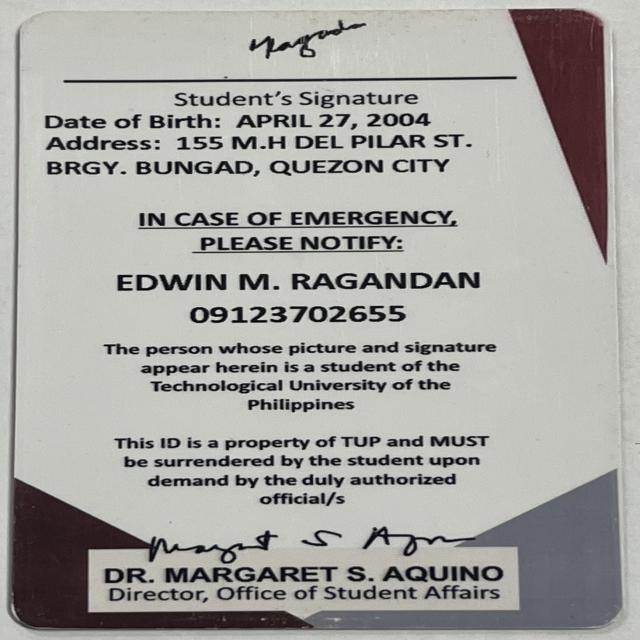 Student's Signature
Date of Birth: APRIL 27, 2004
Address: 155 M.H DEL PILAR ST.
BRGY. BUNGAD, QUEZON CITY
IN CASE OF EMERGENCY,
PLEASE NOTIFY:
EDWIN M. RAGANDAN
09123702655
The person whose picture and signature
appear herein is a student of the
Technological University of the
Philippines
This ID is a property of TUP and MUST
be surrendered by the student upon
demand by the duly authorized
official/s
DR. MARGARET S. AQUINO
Director, Office of Student Affairs